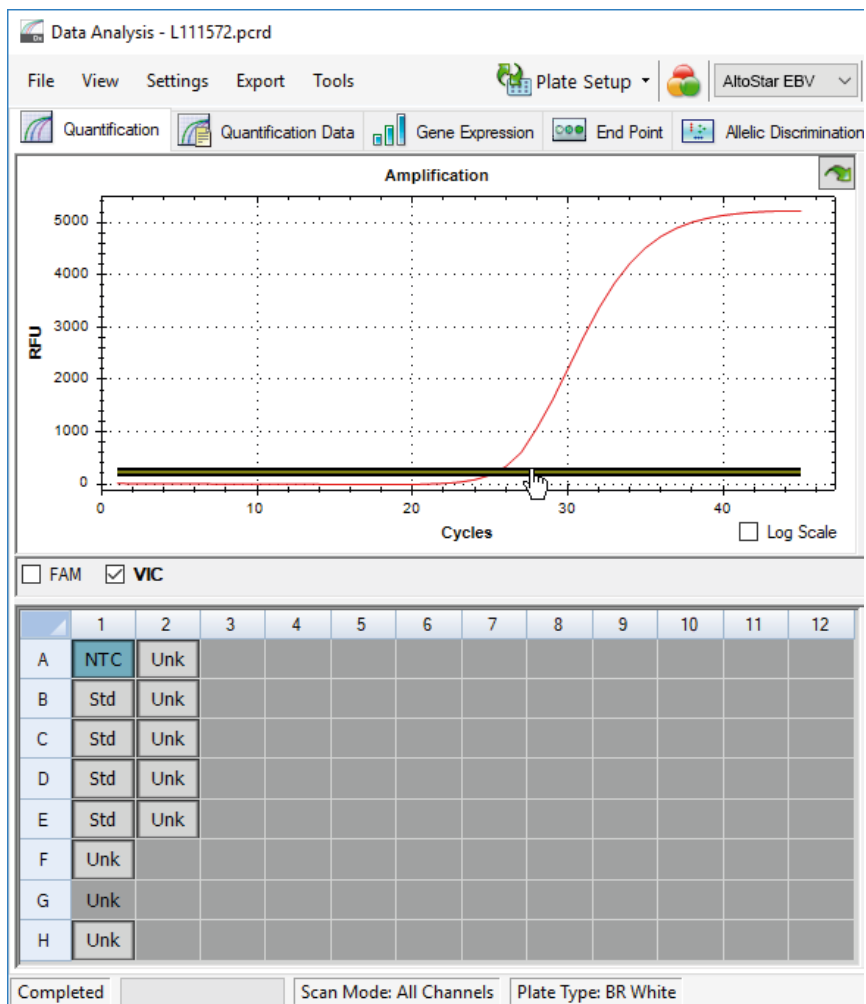 Data Analysis - L111572.pcrd
File View Settings Export Tools Plate Setup AltoStar EBV
Quantification Quantification Data Gene Expression End Point Allelic Discrimination
Amplification
5000
4000
3000
RFU
2000
1000
0
0 10 20 30 40
Cycles
Log Scale
FAM VIC
1 2 3 4 5 6 7 8 9 10 11 12
A NTC Unk
B Std Unk
C Std Unk
D Std Unk
E Std Unk
F Unk
G Unk
H Unk
Completed Scan Mode: All Channels Plate Type: BR White